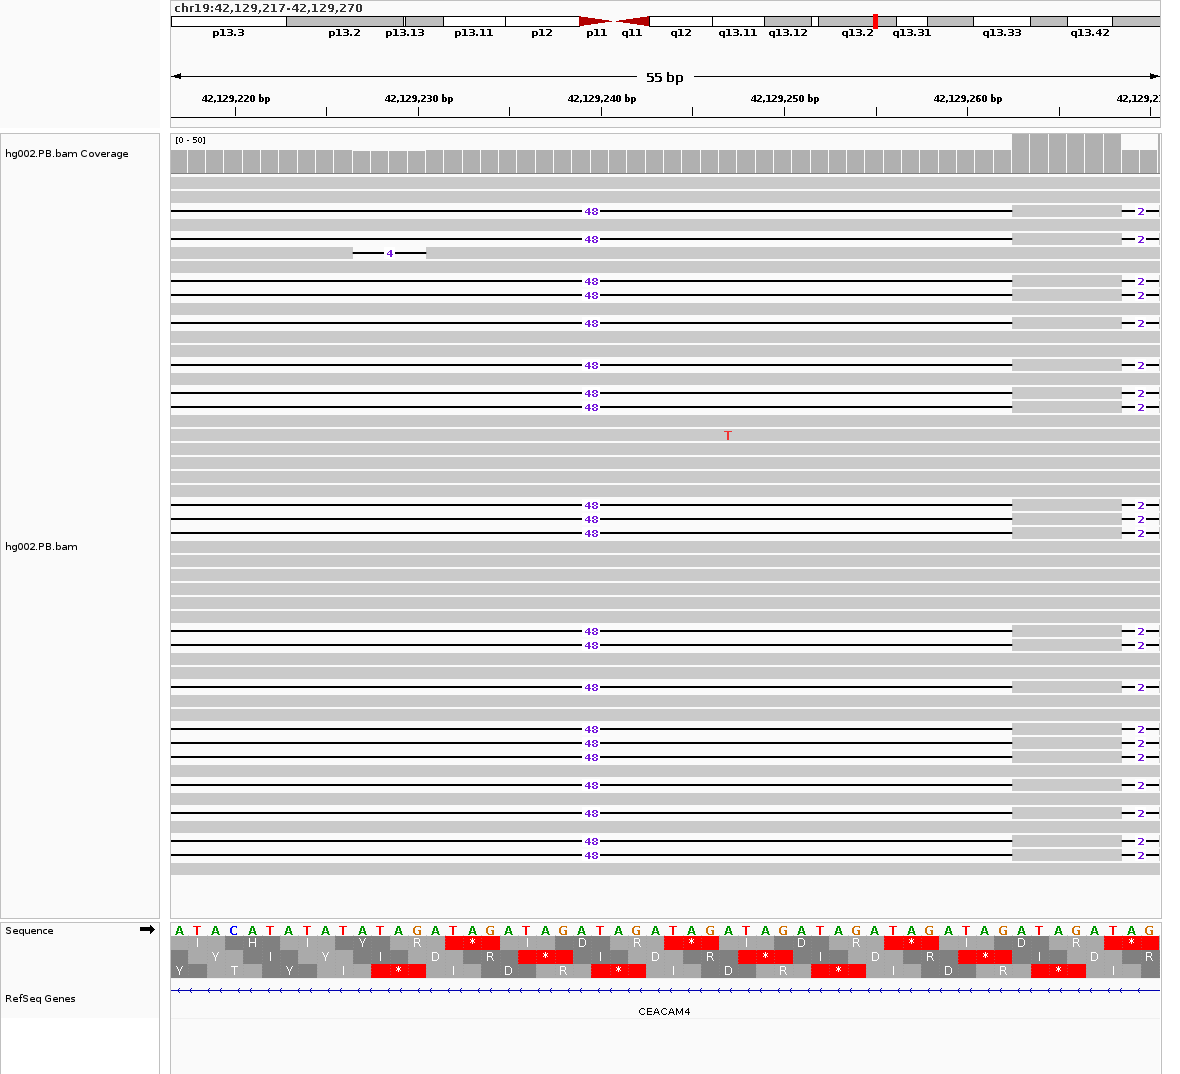 chr19:42,129,217-42,129,270
p13.3 p13.2 p13.13 p13.11 p12 p11 q11 q12 q13.11 q13.12 q13.2 q13.31 q13.33 q13.42
55 bp
42,129,220 bp 42,129,230 bp 42,129,240 bp 42,129,250 bp 42,129,260 bp 42,129,2
[0 - 50]
hg002.PB.bam Coverage
48 2
48 2
4
48 2
48 2
48 2
48 2
48 2
48 2
T
48 2
48 2
48 2
hg002.PB.bam
48 2
48 2
48 2
48 2
48 2
48 2
48 2
48 2
48 2
48 2
Sequence A T A C A T A T A T A T A G A T A G A T A G A T A G A T A G A T A G A T A G A T A G A T A G A T A G A T A G
I H I Y R * I D R * I D R * I D R *
Y I Y I D R * I D R * I D R * I D R
Y T Y I * I D R * I D R * I D R * I
RefSeq Genes
CEACAM4